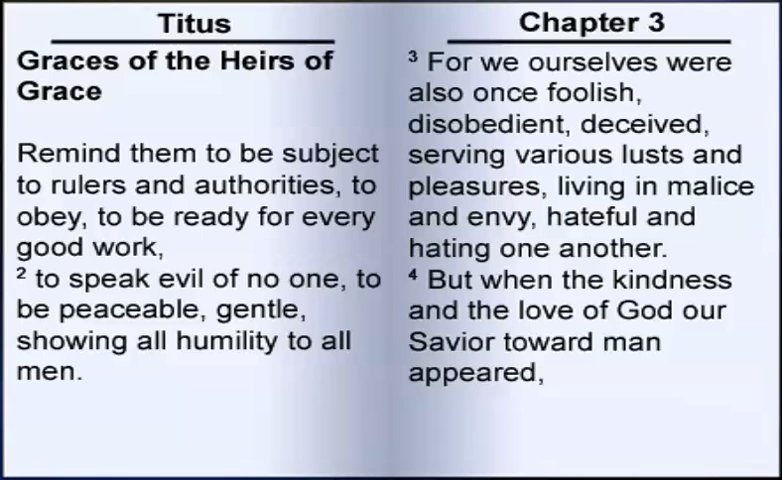 Titus
Graces of the Heirs of
Grace
Remind them to be subject
to rulers and authorities, to
obey, to be ready for every
good work,
² to speak evil of no one, to
be peaceable, gentle,
showing all humility to all
men.
Chapter 3
³ For we ourselves were
also once foolish,
disobedient, deceived,
serving various lusts and
pleasures, living in malice
and envy, hateful and
hating one another.
⁴ But when the kindness
and the love of God our
Savior toward man
appeared,